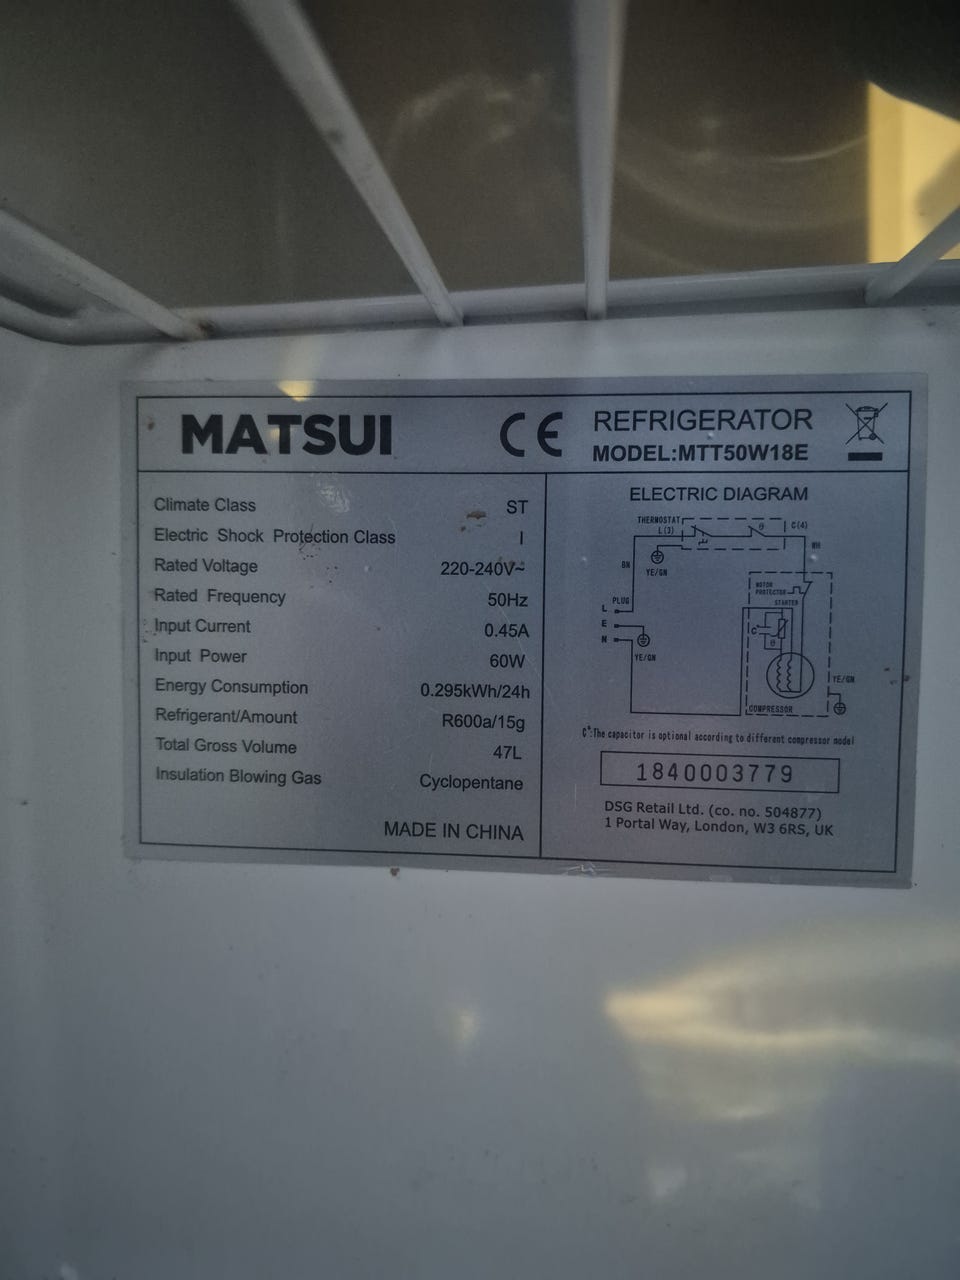 MATSUI CE REFRIGERATOR
MODEL:MTT50W18E
Climate Class ST
Electric Shock Protection Class I
Rated Voltage 220-240V~
Rated Frequency 50Hz
Input Current 0.45A
Input Power 60W
Energy Consumption 0.295kWh/24h
Refrigerant/Amount R600a/15g
Total Gross Volume 47L
Insulation Blowing Gas Cyclopentane
MADE IN CHINA
ELECTRIC DIAGRAM
THERMOSTAT
L(3) θ C(4)
WH
BN
YE/GN
MOTOR
PROTECTOR
STARTER
PLUG
L
E
N
C*
θ
YE/GN
YE/GN
COMPRESSOR
C*:The capacitor is optional according to different compressor model
1840003779
DSG Retail Ltd. (co. no. 504877)
1 Portal Way, London, W3 6RS, UK